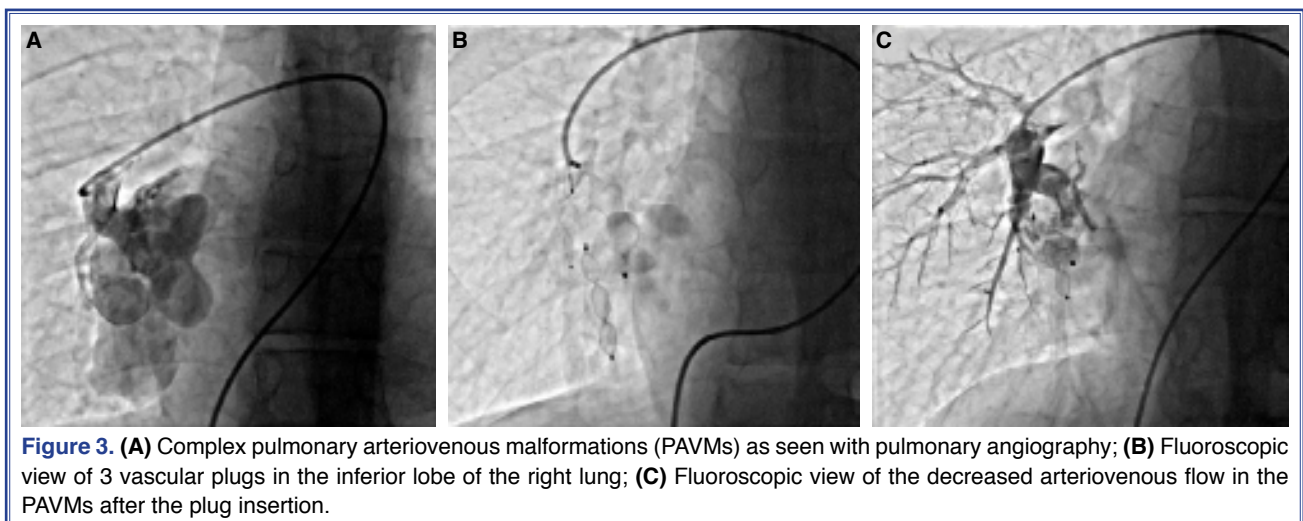 A
B
C
Figure 3. (A) Complex pulmonary arteriovenous malformations (PAVMs) as seen with pulmonary angiography; (B) Fluoroscopic
view of 3 vascular plugs in the inferior lobe of the right lung; (C) Fluoroscopic view of the decreased arteriovenous flow in the
PAVMs after the plug insertion.